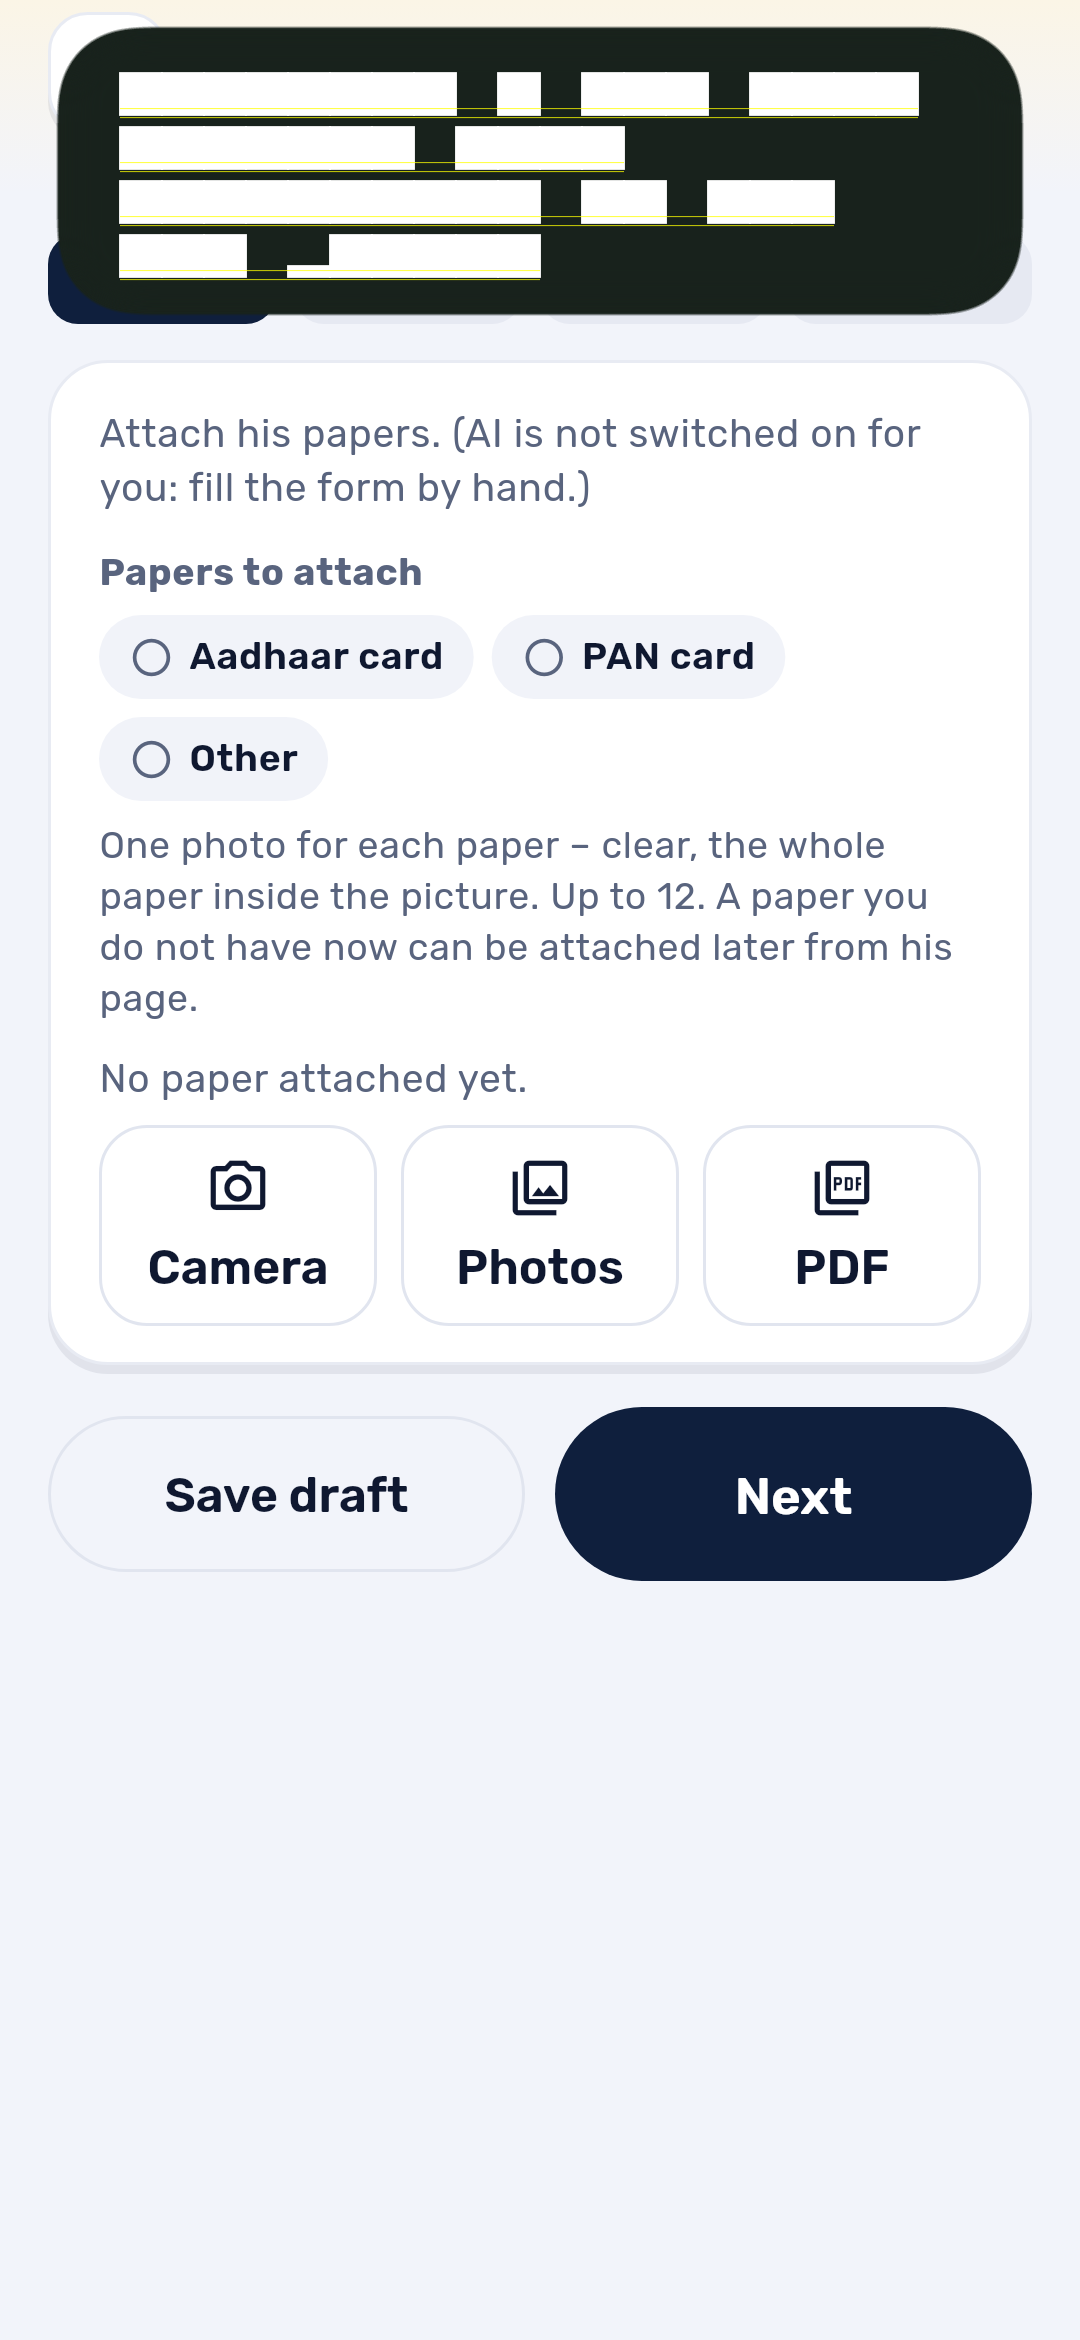 Attach his papers. (AI is not switched on for
you: fill the form by hand.)
Papers to attach
Aadhaar card
PAN card
Other
One photo for each paper – clear, the whole
paper inside the picture. Up to 12. A paper you
do not have now can be attached later from his
page.
No paper attached yet.
Camera
Photos
PDF
PDF
Save draft
Next